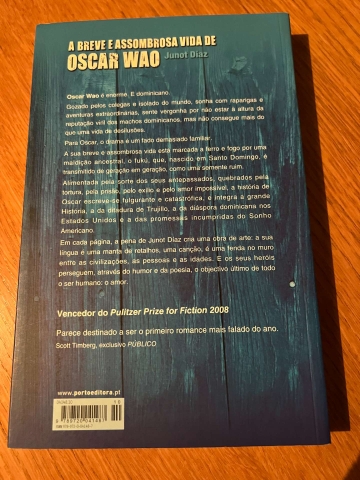 A BREVE E ASSOMBROSA VIDA DE
OSCAR WAO Junot Díaz
Oscar Wao é enorme. E dominicano.
Gozado pelos colegas e isolado do mundo, sonha com raparigas e
aventuras extraordinárias, sente vergonha por não estar à altura da
reputação viril dos machos dominicanos, mas não consegue mais do
que uma vida de desilusões.
Para Oscar, o drama é um fado demasiado familiar.
A sua breve e assombrosa vida está marcada a ferro e fogo por uma
maldição ancestral, o fukú, que, nascido em Santo Domingo, é
transmitido de geração em geração, como uma semente ruim.
Alimentada pela sorte dos seus antepassados, quebrados pela
tortura, pela prisão, pelo exílio e pelo amor impossível, a história de
Oscar escreve-se fulgurante e catastrófica, e integra a grande
História, a da ditadura de Trujillo, a da diáspora dominicana nos
Estados Unidos e a das promessas incumpridas do Sonho
Americano.
Em cada página, a pena de Junot Díaz cria uma obra de arte: a sua
língua é uma manta de retalhos, uma canção; é uma fenda no muro
entre as civilizações, as pessoas e as eras. E os seus heróis
perseguem, através do humor e da poesia, o objectivo último de todo
o ser humano: o amor.
Vencedor do Pulitzer Prize for Fiction 2008
Parece destinado a ser o primeiro romance mais falado do ano.
Scott Timberg, exclusivo PÚBLICO
www.portoeditora.pt